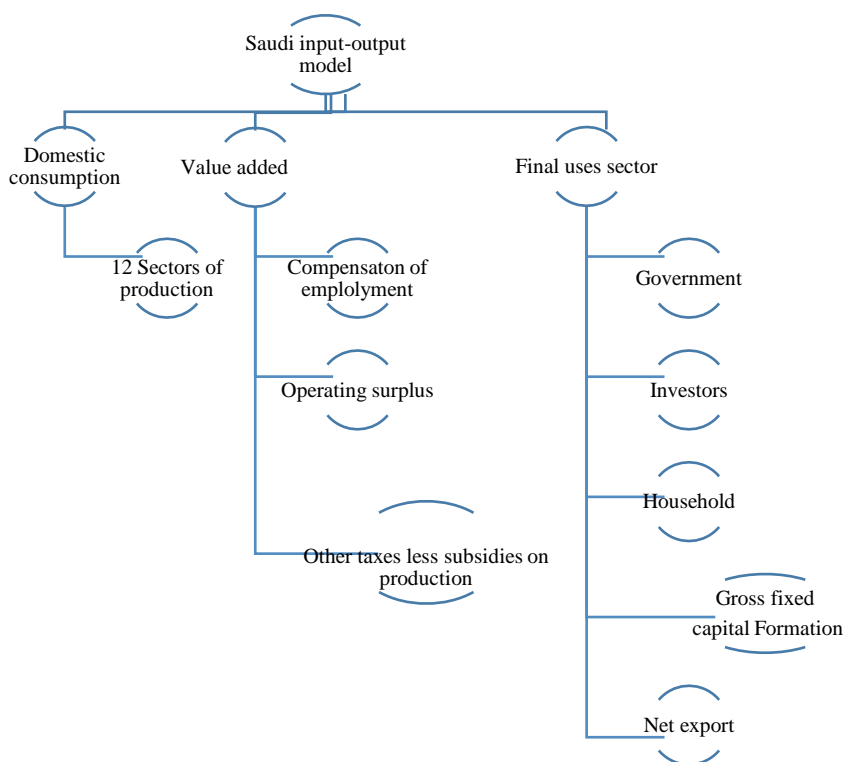 Saudi input-output
model
Domestic
consumption
Value added
Final uses sector
12 Sectors of
production
Compensaton of
emplolyment
Government
Operating surplus
Investors
Household
Other taxes less subsidies on
production
Gross fixed
capital Formation
Net export